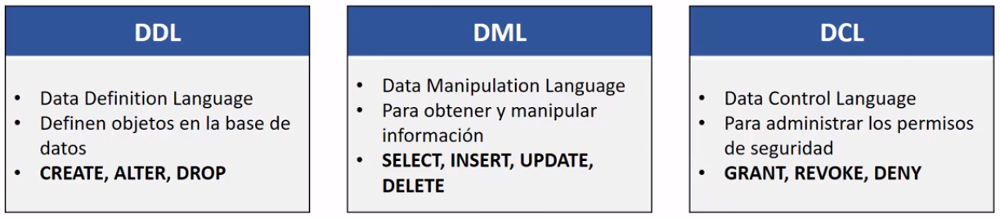 DDL
• Data Definition Language
• Definen objetos en la base de
datos
• CREATE, ALTER, DROP
DML
• Data Manipulation Language
• Para obtener y manipular
información
• SELECT, INSERT, UPDATE,
DELETE
DCL
• Data Control Language
• Para administrar los permisos
de seguridad
• GRANT, REVOKE, DENY